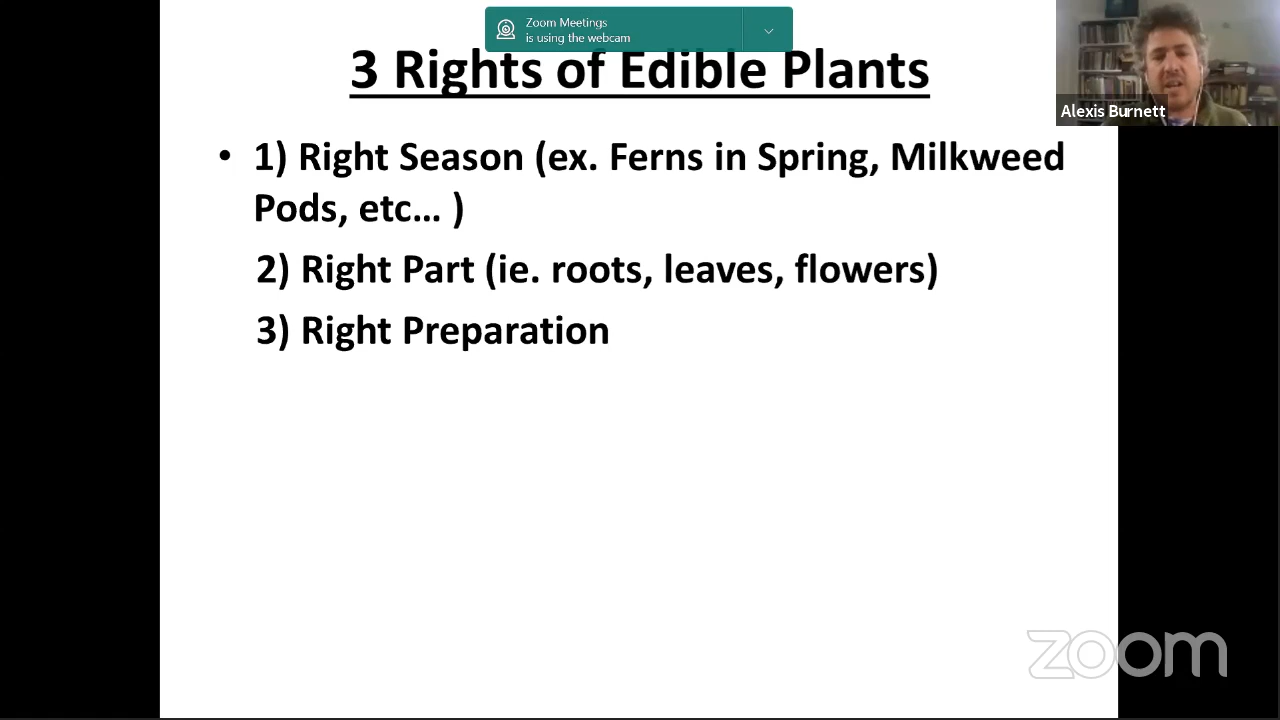 Zoom Meetings
is using the webcam
3 Rights of Edible Plants
Alexis Burnett
• 1) Right Season (ex. Ferns in Spring, Milkweed
Pods, etc... )
2) Right Part (ie. roots, leaves, flowers)
3) Right Preparation
zoom